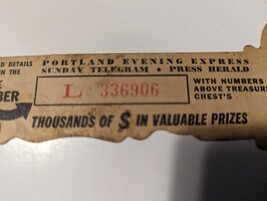 D DETAILS
N THE
E
BER
PORTLAND EVENING EXPRESS
SUNDAY TELEGRAM • PRESS HERALD
L 336906
WITH NUMBERS
ABOVE TREASUR
CHEST'S
THOUSANDS OF $ IN VALUABLE PRIZES